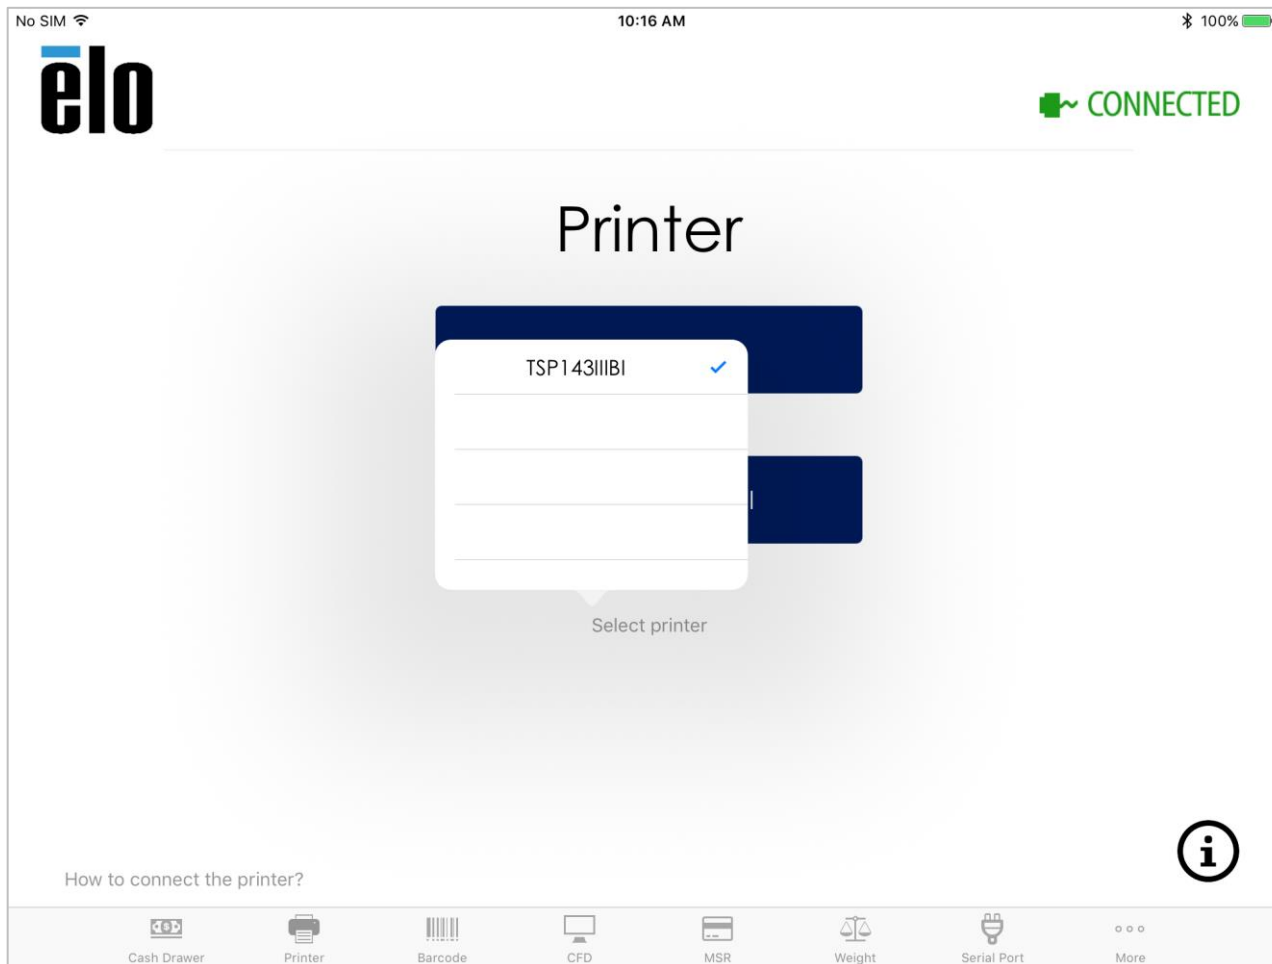 No SIM 10:16 AM 100%
ēlo
CONNECTED
Printer
TSP143IIIBI
Select printer
How to connect the printer?
Cash Drawer Printer Barcode CFD MSR Weight Serial Port More